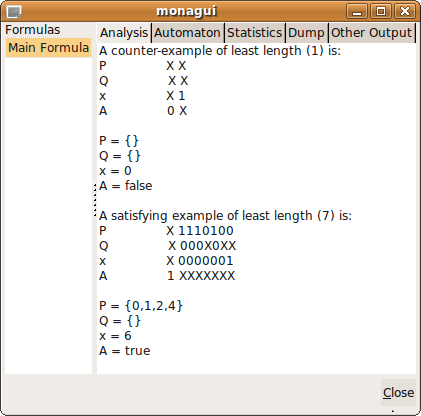 monagui
Formulas
Main Formula
Analysis Automaton Statistics Dump Other Output
A counter-example of least length (1) is:
P X X
Q X X
x X 1
A 0 X
P = {}
Q = {}
x = 0
A = false
A satisfying example of least length (7) is:
P X 1110100
Q X 000X0XX
x X 0000001
A 1 XXXXXXX
P = {0,1,2,4}
Q = {}
x = 6
A = true
Close